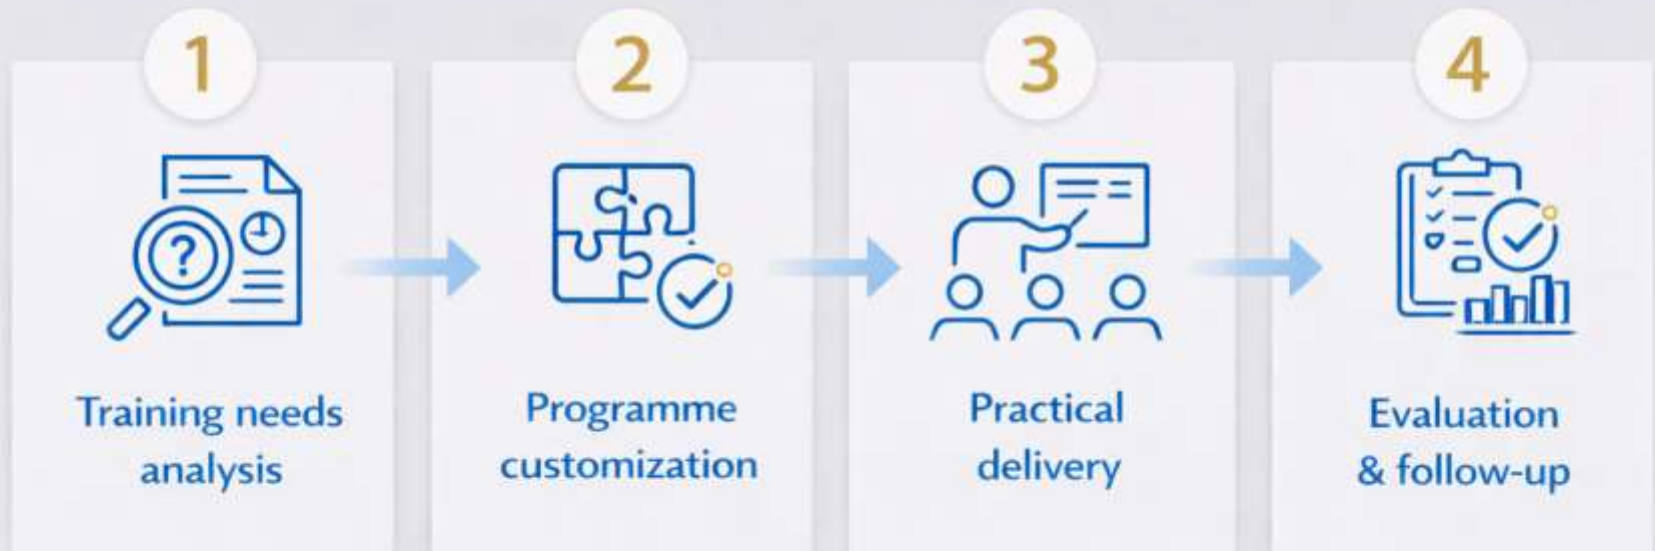 1
Training needs
analysis
2
Programme
customization
3
Practical
delivery
4
Evaluation
& follow-up
?